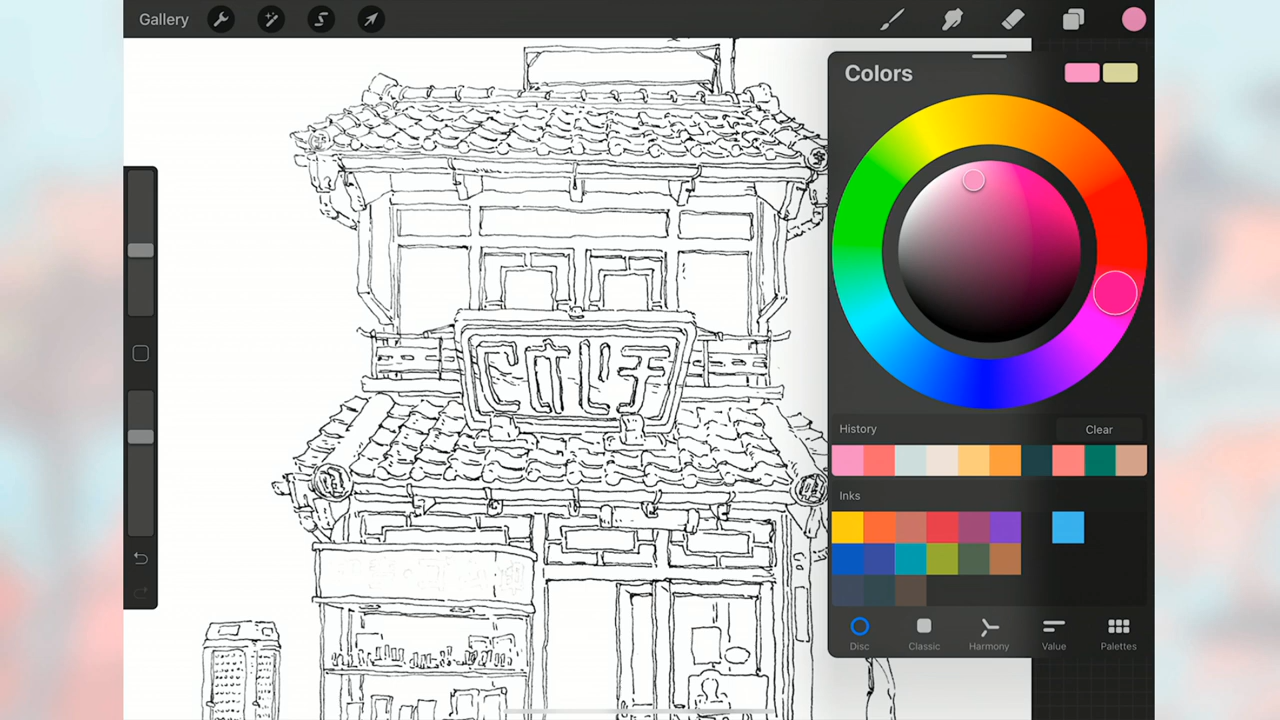 Gallery
Colors
History
Clear
Inks
Disc
Classic
Harmony
Value
Palettes